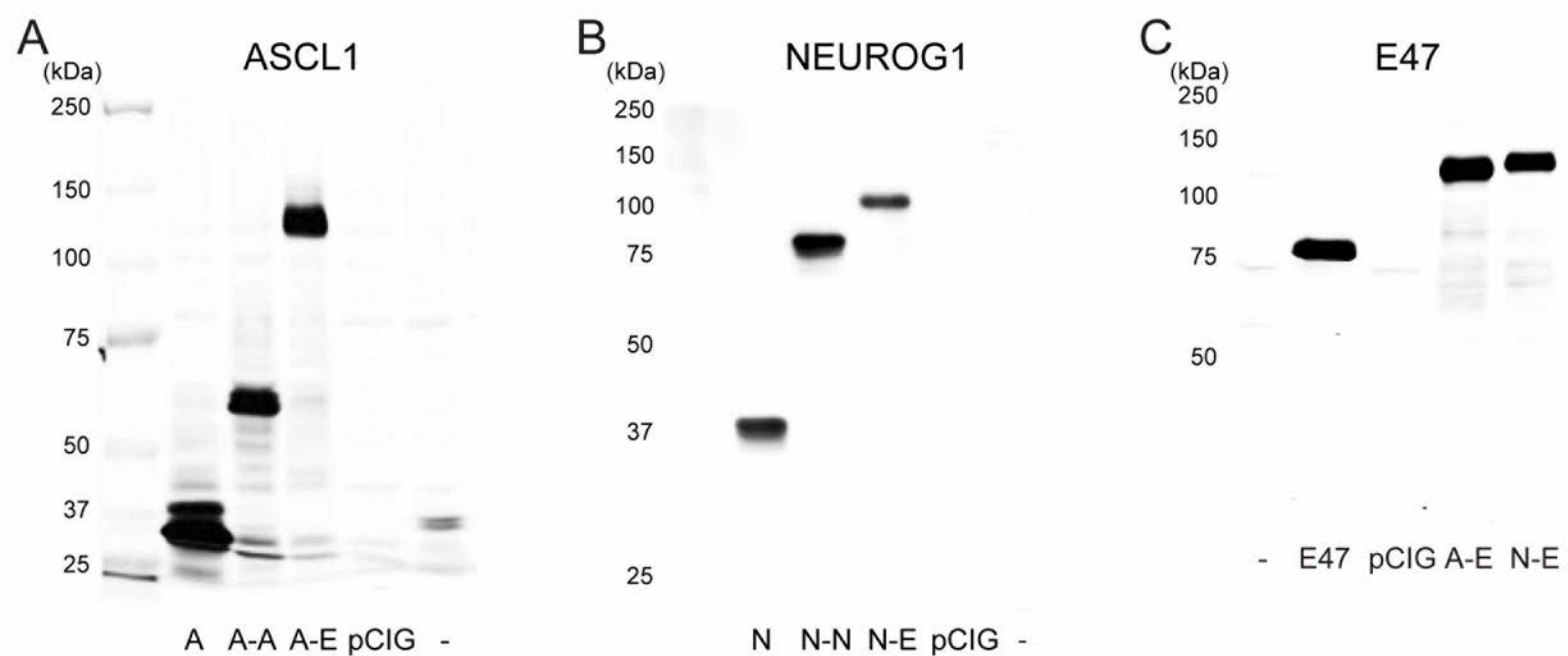 A
ASCL1
(kDa)
250
150
100
75
50
37
25
A A-A A-E pCIG -
B
NEUROG1
(kDa)
250
150
100
75
50
37
25
N N-N N-E pCIG -
C
E47
(kDa)
250
150
100
75
50
- E47 pCIG A-E N-E